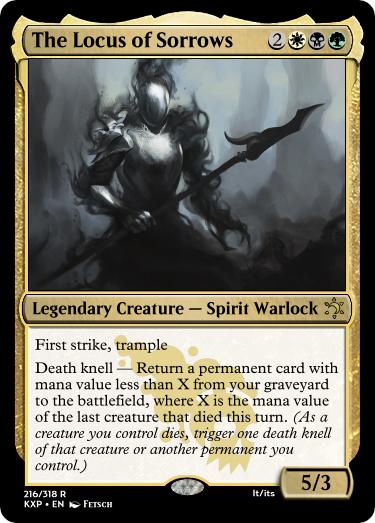 The Locus of Sorrows 2
Legendary Creature — Spirit Warlock
First strike, trample
Death knell — Return a permanent card with
mana value less than X from your graveyard
to the battlefield, where X is the mana value
of the last creature that died this turn. (As a
creature you control dies, trigger one death knell
of that creature or another permanent you
control.)
5/3
216/318 R It/its
KXP • EN Fetsch